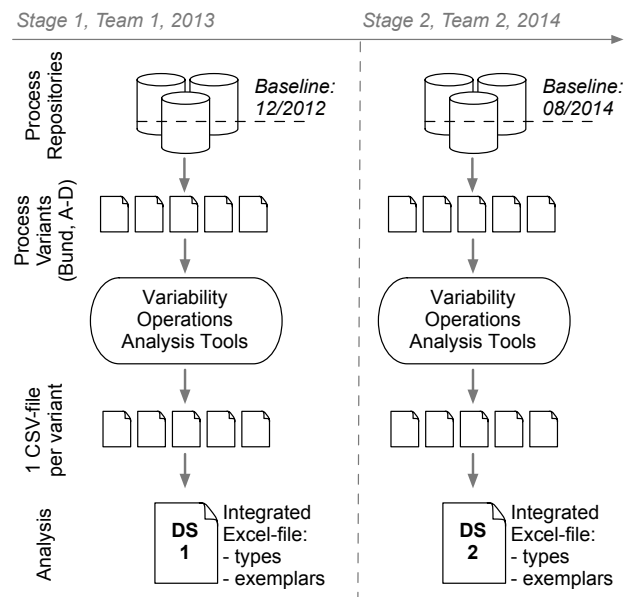 Stage 1, Team 1, 2013
Stage 2, Team 2, 2014
Process
Repositories
Baseline:
12/2012
Baseline:
08/2014
Process
Variants
(Bund, A-D)
Variability
Operations
Analysis Tools
Variability
Operations
Analysis Tools
1 CSV-file
per variant
Analysis
DS
1
Integrated
Excel-file:
- types
- exemplars
DS
2
Integrated
Excel-file:
- types
- exemplars